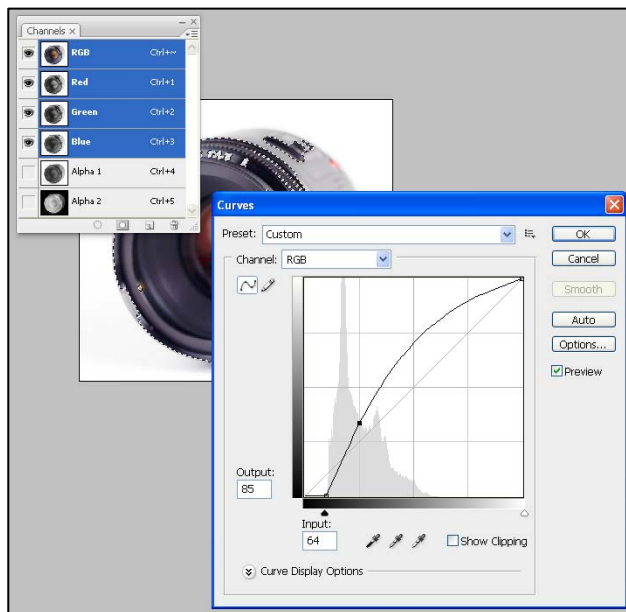 Channels ×
RGB Ctrl+~
Red Ctrl+1
Green Ctrl+2
Blue Ctrl+3
Alpha 1 Ctrl+4
Alpha 2 Ctrl+5
Curves
Preset: Custom
OK
Channel: RGB
Cancel
Smooth
Auto
Options...
Preview
Output:
85
Input:
64
Show Clipping
Curve Display Options